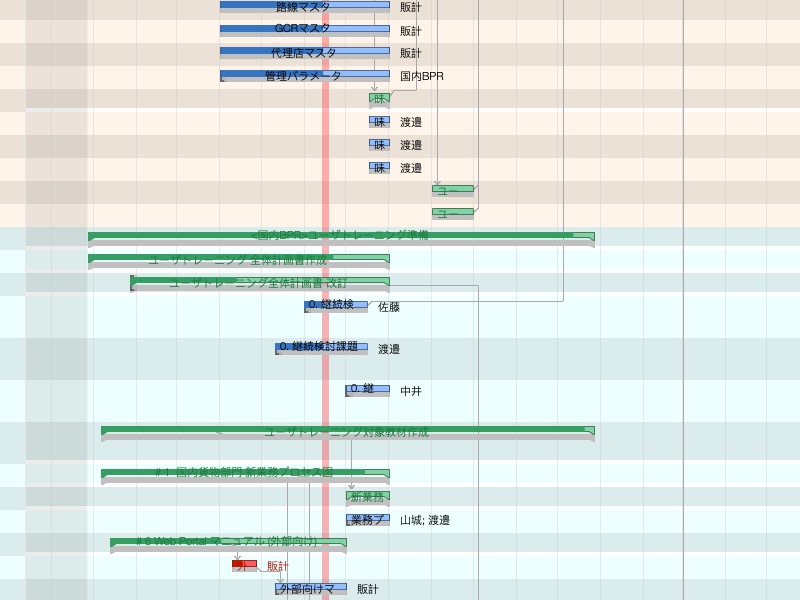 路線マスタ 販計
GCRマスタ 販計
代理店マスタ 販計
管理パラメータ 国内BPR
昧
昧 渡邉
昧 渡邉
昧 渡邉
ユー
ユー
<国内BPR>ユーザトレーニング準備
ユーザトレーニング 全体計画書作成
ユーザトレーニング全体計画書 改訂
0. 継続検 佐藤
0. 継続検討課題 渡邉
0. 継 中井
ユーザトレーニング対象教材作成
# 1 国内貨物部門 新業務プロセス図
新業務
業務プ 山城; 渡邉
# 6 Web Portal マニュアル (外部向け)
販計
外部向けマ 販計